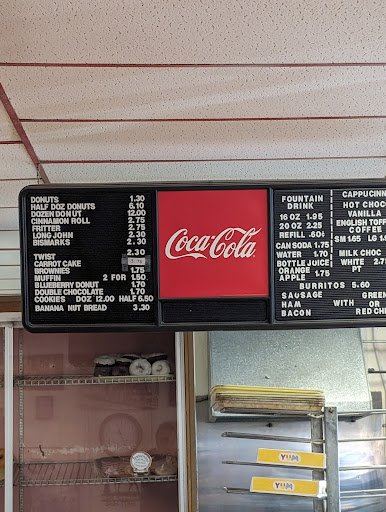 DONUTS 1.30
HALF DOZ DONUTS 6.10
DOZEN DONUT 12.00
CINNAMON ROLL 2.75
FRITTER 2.75
LONG JOHN 2.30
BISMARKS 2.30
TWIST 2.30
CARROT CAKE
BROWNIES 1.75
MUFFIN 2 FOR 1.50
BLUEBERRY DONUT 1.70
DOUBLE CHOCOLATE 1.70
COOKIES DOZ 12.00 HALF 6.50
BANANA NUT BREAD 3.30
Coca-Cola
FOUNTAIN
DRINK
16 OZ 1.95
20 OZ 2.25
REFILL .60¢
CAN SODA 1.75
WATER 1.70
BOTTLE JUICE
ORANGE 1.75
APPLE
CAPPUCCIN
HOT CHOC
VANILLA
ENGLISH TOFF
COFFEE
SM 1.65 LG 1.
MILK CHOC
WHITE 2.7
PT
BURRITOS 5.60
SAUSAGE GREEN
HAM WITH OR
BACON RED CHI
YUM
YUM